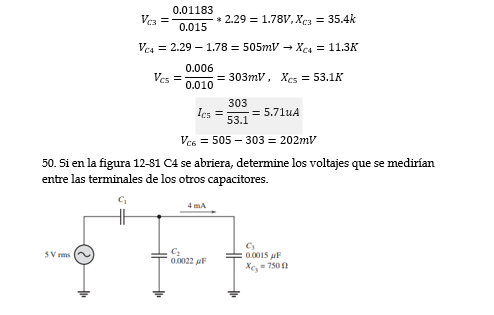 V_C3 = 0.01183 / 0.015 * 2.29 = 1.78V, X_C3 = 35.4k
V_C4 = 2.29 − 1.78 = 505mV → X_C4 = 11.3K
V_C5 = 0.006 / 0.010 = 303mV , X_C5 = 53.1K
I_C5 = 303 / 53.1 = 5.71uA
V_C6 = 505 − 303 = 202mV
50. Si en la figura 12-81 C4 se abriera, determine los voltajes que se medirían
entre las terminales de los otros capacitores.
C1
4 mA
5 V rms
C2
0.0022 µF
C3
0.0015 µF
X_C3 = 750 Ω